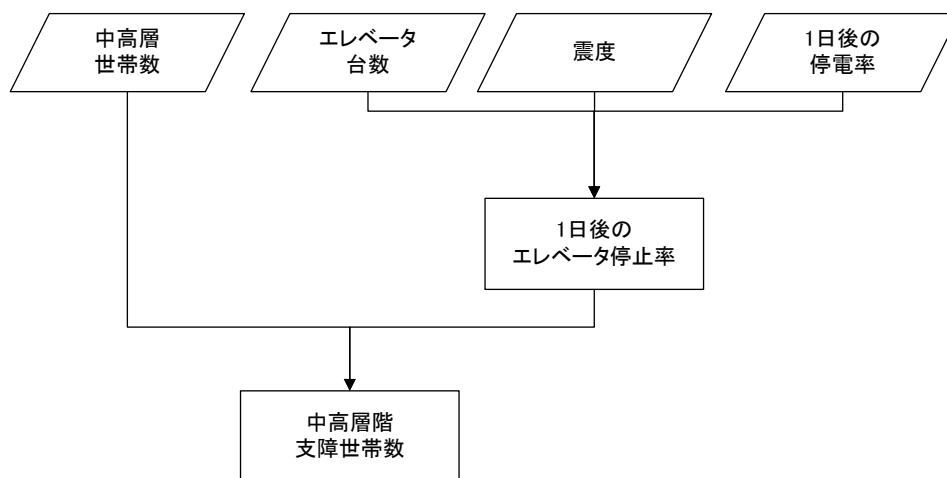 中高層
世帯数
エレベータ
台数
震度
1日後の
停電率
1日後の
エレベータ停止率
中高層階
支障世帯数